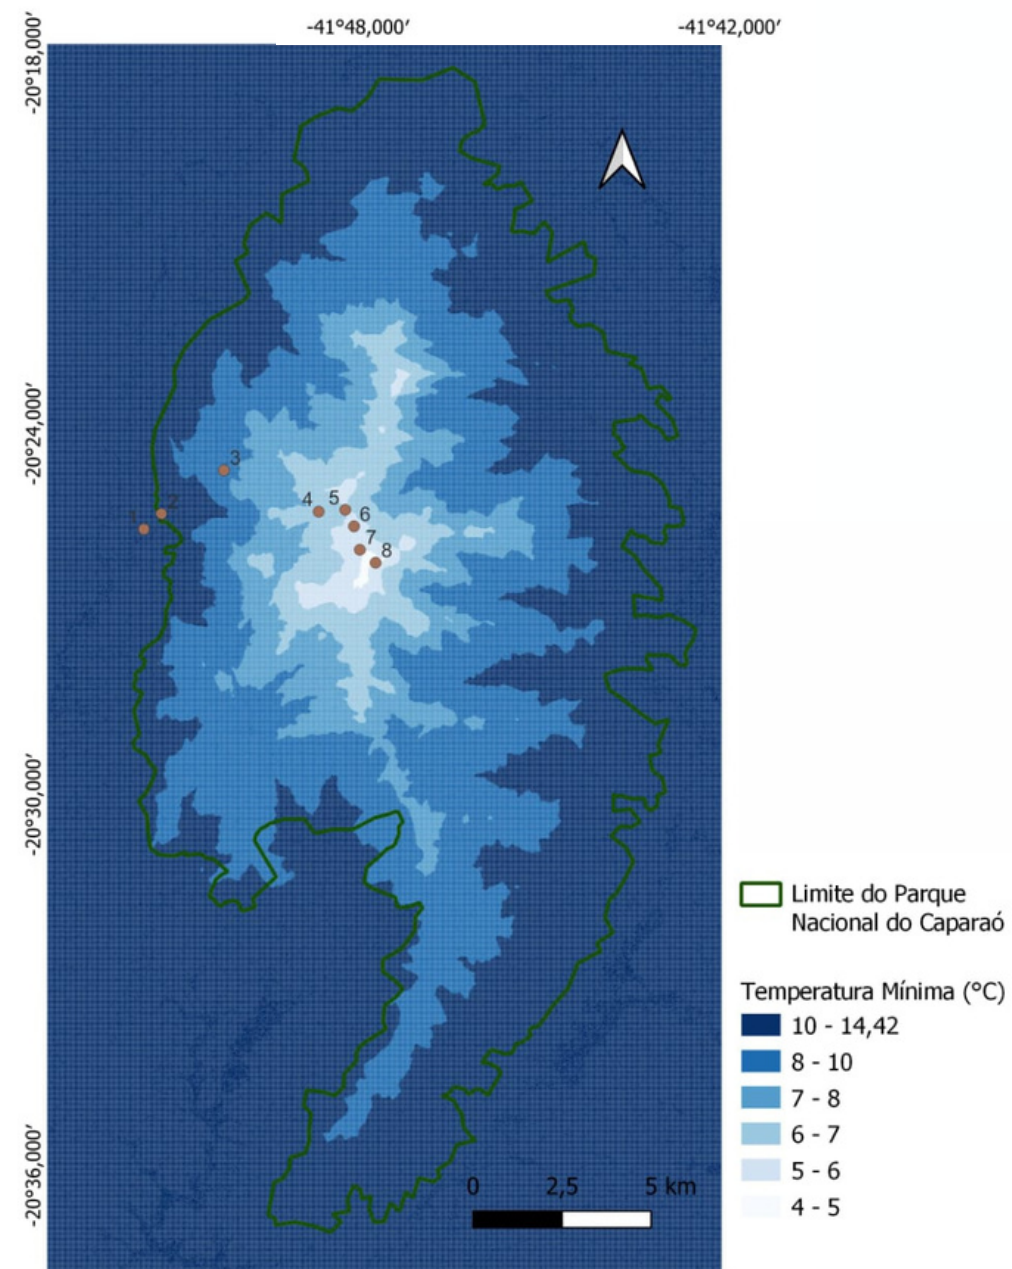 -41°48,000′
-41°42,000′
-20°18,000′
-20°24,000′
-20°30,000′
-20°36,000′
1
2
3
4
5
6
7
8
Limite do Parque
Nacional do Caparaó
Temperatura Mínima (°C)
10 - 14,42
8 - 10
7 - 8
6 - 7
5 - 6
4 - 5
0 2,5 5 km